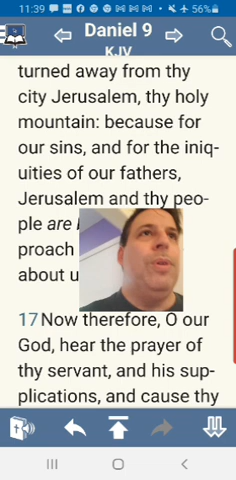 11:39
56%
Daniel 9
KJV
turned away from thy
city Jerusalem, thy holy
mountain: because for
our sins, and for the iniq-
uities of our fathers,
Jerusalem and thy peo-
ple are
proach
about u
17 Now therefore, O our
God, hear the prayer of
thy servant, and his sup-
plications, and cause thy